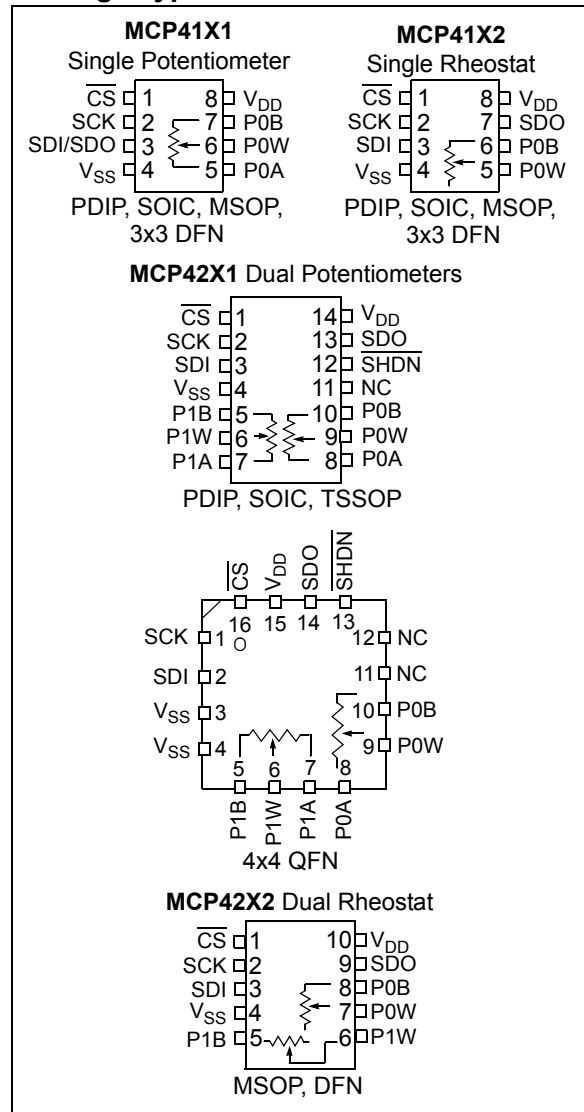 MCP41X1
Single Potentiometer
CS 1 8 VDD
SCK 2 7 P0B
SDI/SDO 3 6 P0W
VSS 4 5 P0A
PDIP, SOIC, MSOP,
3x3 DFN
MCP41X2
Single Rheostat
CS 1 8 VDD
SCK 2 7 SDO
SDI 3 6 P0B
VSS 4 5 P0W
PDIP, SOIC, MSOP,
3x3 DFN
MCP42X1 Dual Potentiometers
CS 1 14 VDD
SCK 2 13 SDO
SDI 3 12 SHDN
VSS 4 11 NC
P1B 5 10 P0B
P1W 6 9 P0W
P1A 7 8 P0A
PDIP, SOIC, TSSOP
CS VDD SDO SHDN
16 15 14 13
SCK 1 12 NC
SDI 2 11 NC
VSS 3 10 P0B
VSS 4 9 P0W
5 6 7 8
P1B P1W P1A P0A
4x4 QFN
MCP42X2 Dual Rheostat
CS 1 10 VDD
SCK 2 9 SDO
SDI 3 8 P0B
VSS 4 7 P0W
P1B 5 6 P1W
MSOP, DFN